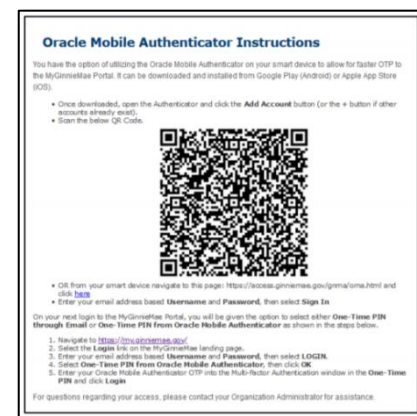 Oracle Mobile Authenticator Instructions
You have the option of utilizing the Oracle Mobile Authenticator on your smart device to allow for faster OTP to
the MyGinnieMae Portal. It can be downloaded and installed from Google Play (Android) or Apple App Store
(iOS).
• Once downloaded, open the Authenticator and click the Add Account button (or the + button if other
accounts already exist).
• Scan the below QR Code.
• OR from your smart device navigate to this page: https://access.ginniemae.gov/gnma/oma.html and
click here
• Enter your email address based Username and Password, then select Sign In
On your next login to the MyGinnieMae Portal, you will be given the option to select either One-Time PIN
through Email or One-Time PIN from Oracle Mobile Authenticator as shown in the steps below.
1. Navigate to https://my.ginniemae.gov/
2. Select the Login link on the MyGinnieMae landing page.
3. Enter your email address based Username and Password, then select LOGIN.
4. Select One-Time PIN from Oracle Mobile Authenticator, then click OK
5. Enter your Oracle Mobile Authenticator OTP into the Multi-Factor Authentication window in the One-Time
PIN and click Login
For questions regarding your access, please contact your Organization Administrator for assistance.